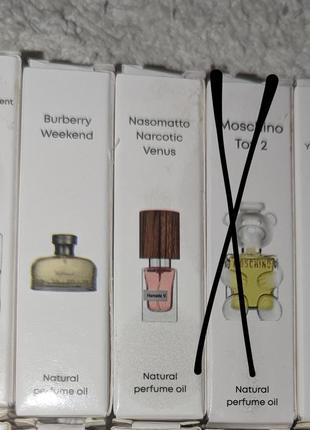 ent
Burberry
Weekend
Natural
perfume oil
Nasomatto
Narcotic
Venus
Natural
perfume oil
Moschino
Toy 2
MOSCHINO
Natural
perfume oil
Y